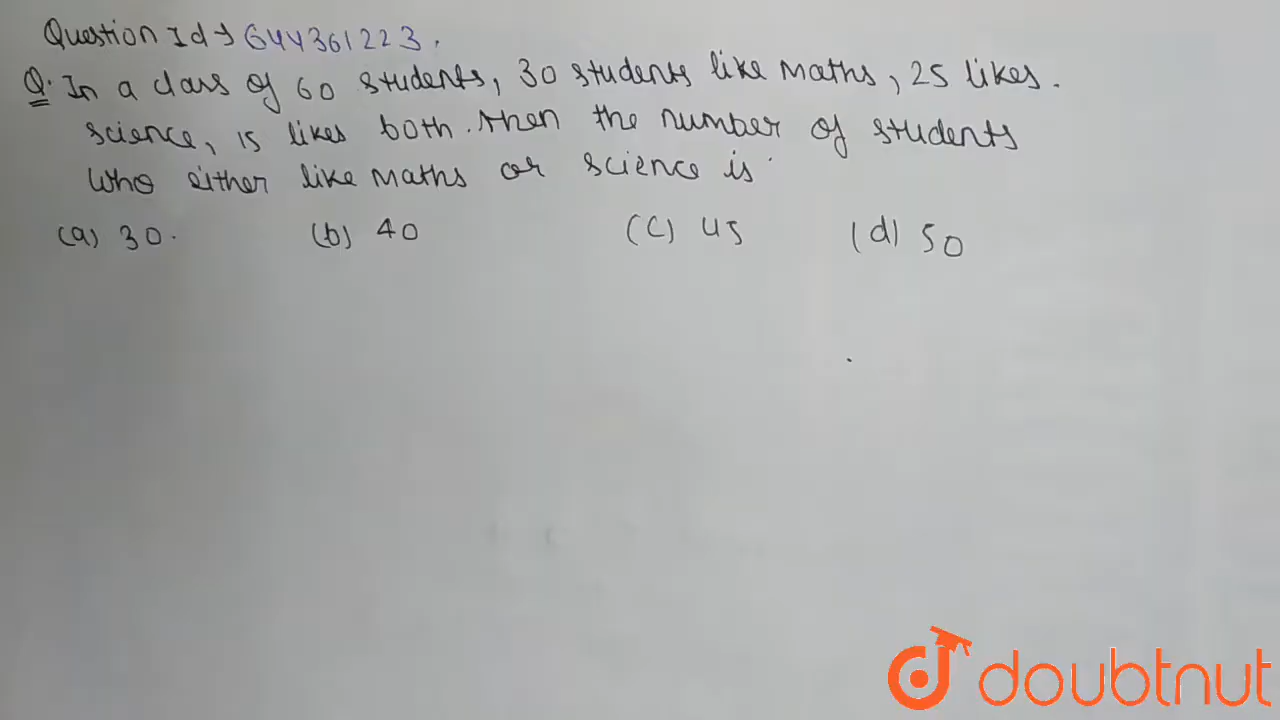 Question Id → 644361223.
Q. In a class of 60 students, 30 students like Maths, 25 likes.
science, 15 likes both. then the number of students
who either like Maths or science is
(a) 30. (b) 40 (c) 45 (d) 50
doubtnut